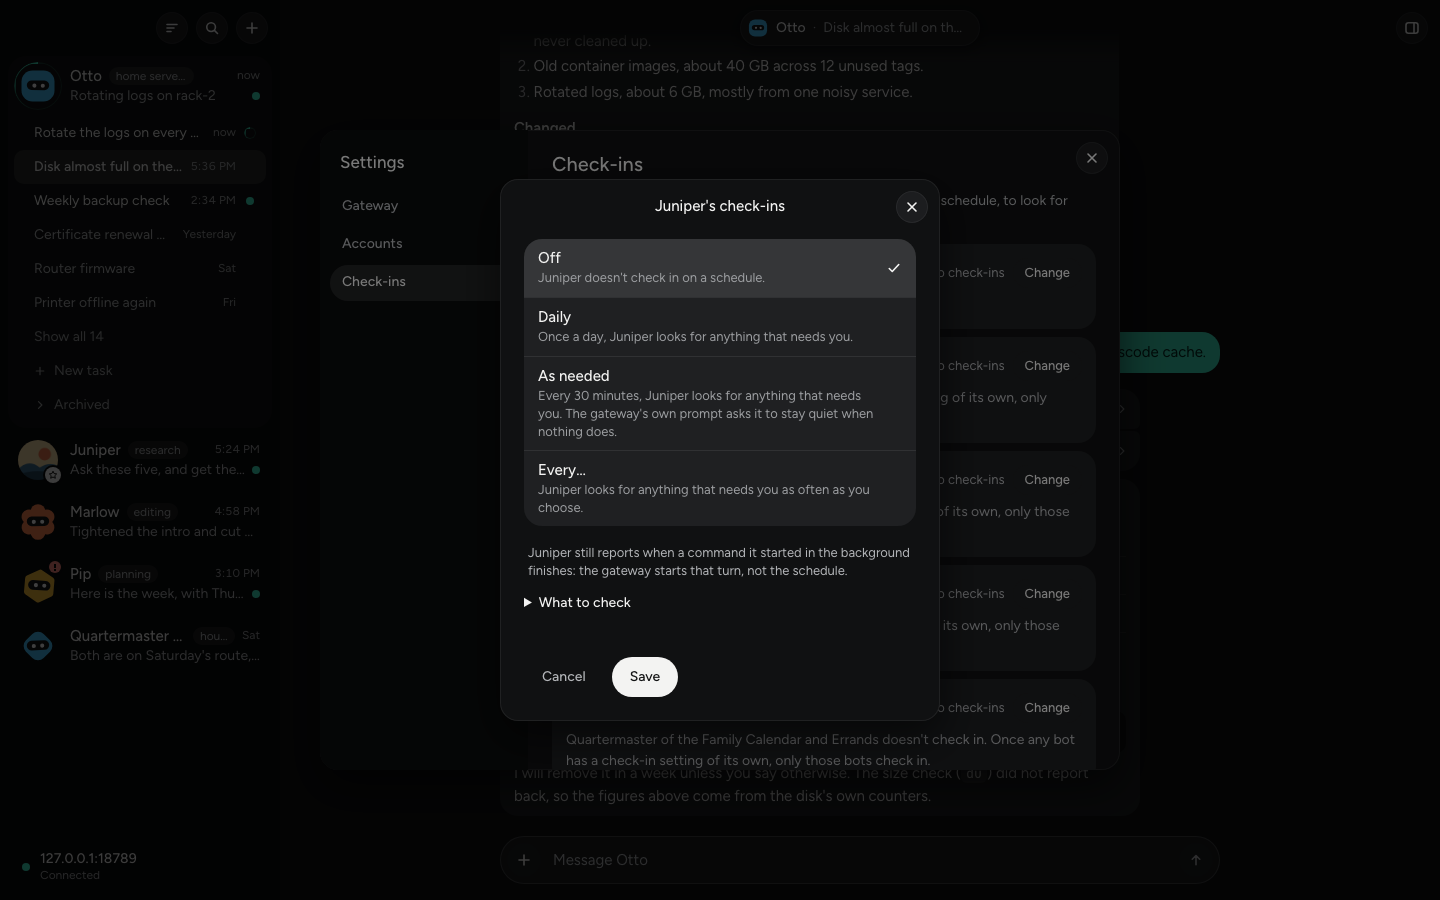 Otto
home serve...
now
Rotating logs on rack-2
Rotate the logs on every ...
now
Disk almost full on the...
5:36 PM
Weekly backup check
2:34 PM
Certificate renewal ...
Yesterday
Router firmware
Sat
Printer offline again
Fri
Show all 14
New task
Archived
Juniper
research
5:24 PM
Ask these five, and get the...
Marlow
editing
4:58 PM
Tightened the intro and cut ...
Pip
planning
3:10 PM
Here is the week, with Thu...
Quartermaster ...
hou...
Sat
Both are on Saturday's route,...
127.0.0.1:18789
Connected
Otto · Disk almost full on th...
never cleaned up.
2. Old container images, about 40 GB across 12 unused tags.
3. Rotated logs, about 6 GB, mostly from one noisy service.
Changed
scode cache.
Settings
Gateway
Accounts
Check-ins
Check-ins
schedule, to look for
check-ins
Change
check-ins
Change
of its own, only
check-ins
Change
of its own, only those
check-ins
Change
its own, only those
check-ins
Change
Quartermaster of the Family Calendar and Errands doesn't check in. Once any bot
has a check-in setting of its own, only those bots check in.
Juniper's check-ins
Off
Juniper doesn't check in on a schedule.
Daily
Once a day, Juniper looks for anything that needs you.
As needed
Every 30 minutes, Juniper looks for anything that needs
you. The gateway's own prompt asks it to stay quiet when
nothing does.
Every...
Juniper looks for anything that needs you as often as you
choose.
Juniper still reports when a command it started in the background
finishes: the gateway starts that turn, not the schedule.
What to check
Cancel
Save
I will remove it in a week unless you say otherwise. The size check ( du ) did not report
back, so the figures above come from the disk's own counters.
Message Otto